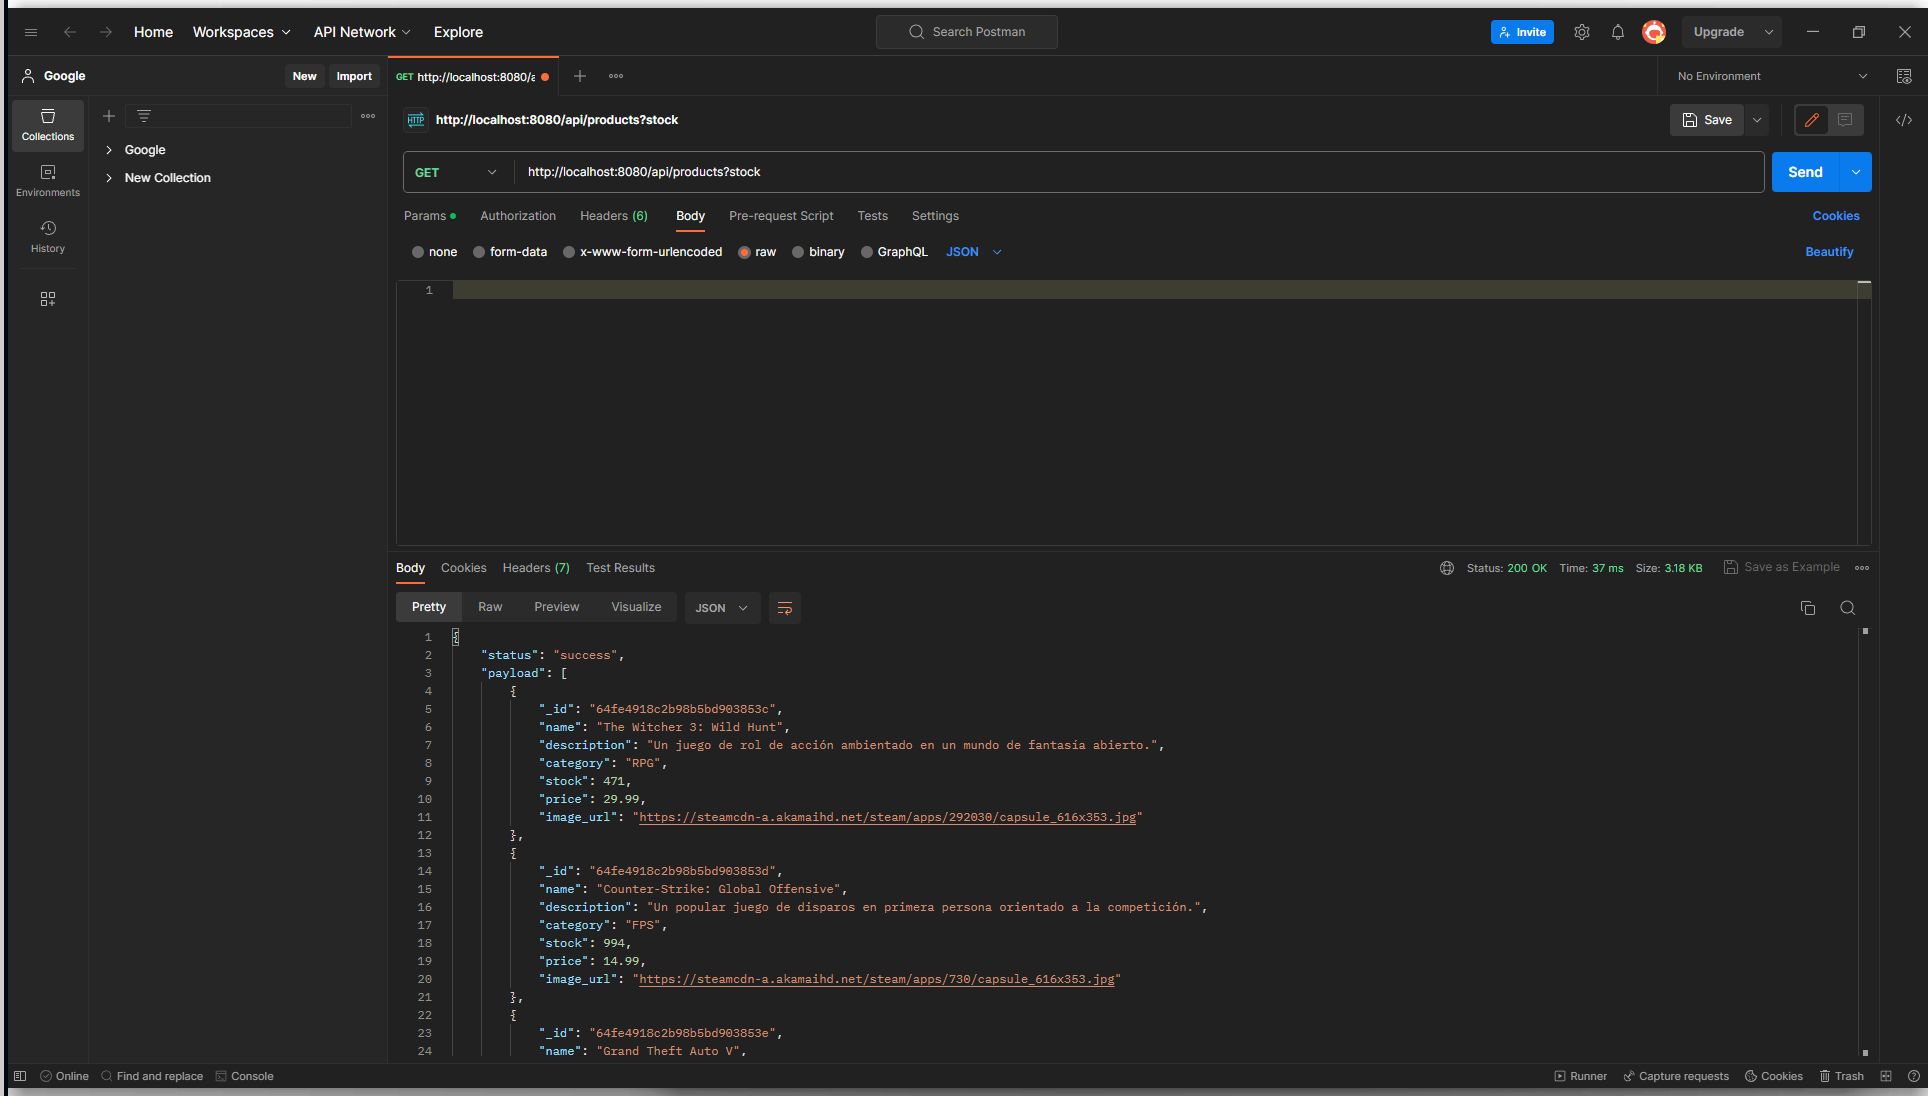 Home Workspaces API Network Explore Search Postman Invite Upgrade
Google New Import GET http://localhost:8080/a No Environment
HTTP http://localhost:8080/api/products?stock Save
Collections
Environments
History
Google
New Collection
GET http://localhost:8080/api/products?stock Send
Params Authorization Headers (6) Body Pre-request Script Tests Settings Cookies
none form-data x-www-form-urlencoded raw binary GraphQL JSON Beautify
1
Body Cookies Headers (7) Test Results Status: 200 OK Time: 37 ms Size: 3.18 KB Save as Example
Pretty Raw Preview Visualize JSON
1 {
2 "status": "success",
3 "payload": [
4 {
5 "_id": "64fe4918c2b98b5bd903853c",
6 "name": "The Witcher 3: Wild Hunt",
7 "description": "Un juego de rol de acción ambientado en un mundo de fantasía abierto.",
8 "category": "RPG",
9 "stock": 471,
10 "price": 29.99,
11 "image_url": "https://steamcdn-a.akamaihd.net/steam/apps/292030/capsule_616x353.jpg"
12 },
13 {
14 "_id": "64fe4918c2b98b5bd903853d",
15 "name": "Counter-Strike: Global Offensive",
16 "description": "Un popular juego de disparos en primera persona orientado a la competición.",
17 "category": "FPS",
18 "stock": 994,
19 "price": 14.99,
20 "image_url": "https://steamcdn-a.akamaihd.net/steam/apps/730/capsule_616x353.jpg"
21 },
22 {
23 "_id": "64fe4918c2b98b5bd903853e",
24 "name": "Grand Theft Auto V",
Online Find and replace Console Runner Capture requests Cookies Trash